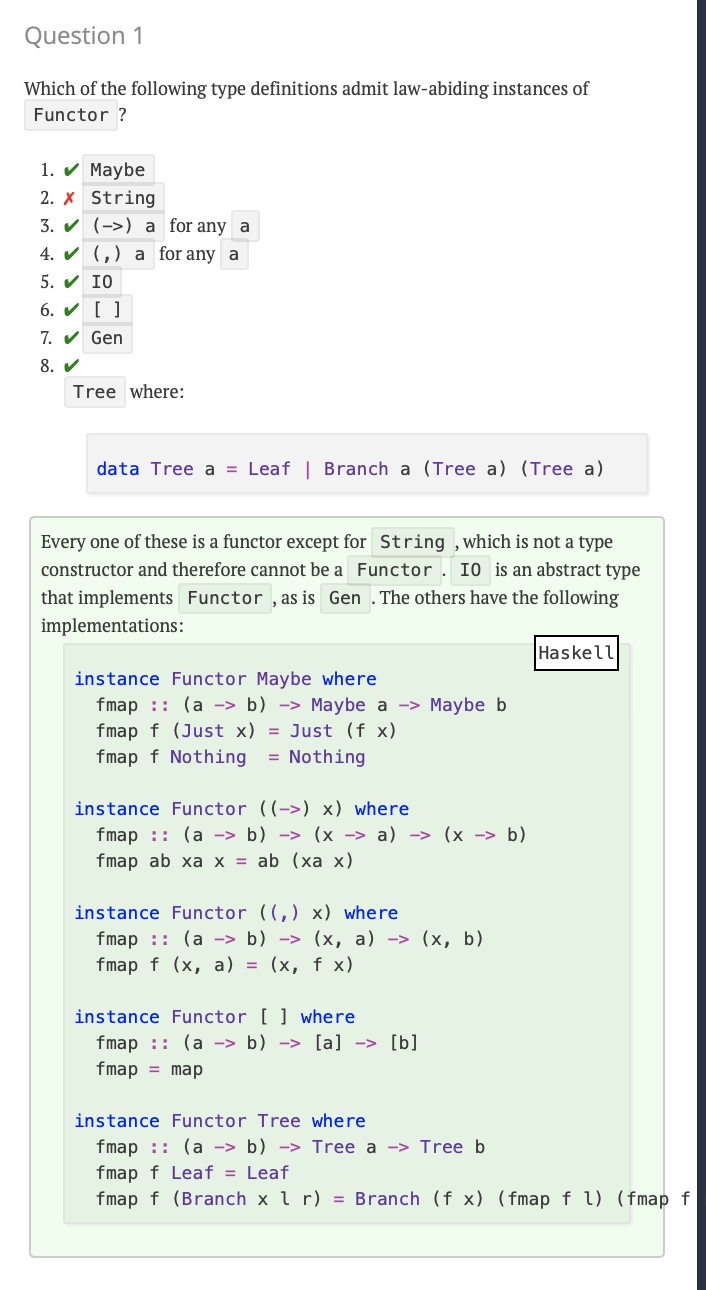 Question 1
Which of the following type definitions admit law-abiding instances of
Functor ?
1. ✔ Maybe
2. ✗ String
3. ✔ (->) a for any a
4. ✔ (,) a for any a
5. ✔ IO
6. ✔ [ ]
7. ✔ Gen
8. ✔
Tree where:
data Tree a = Leaf | Branch a (Tree a) (Tree a)
Every one of these is a functor except for String , which is not a type
constructor and therefore cannot be a Functor . IO is an abstract type
that implements Functor , as is Gen . The others have the following
implementations:
Haskell
instance Functor Maybe where
  fmap :: (a -> b) -> Maybe a -> Maybe b
  fmap f (Just x) = Just (f x)
  fmap f Nothing  = Nothing
instance Functor ((->) x) where
  fmap :: (a -> b) -> (x -> a) -> (x -> b)
  fmap ab xa x = ab (xa x)
instance Functor ((,) x) where
  fmap :: (a -> b) -> (x, a) -> (x, b)
  fmap f (x, a) = (x, f x)
instance Functor [ ] where
  fmap :: (a -> b) -> [a] -> [b]
  fmap = map
instance Functor Tree where
  fmap :: (a -> b) -> Tree a -> Tree b
  fmap f Leaf = Leaf
  fmap f (Branch x l r) = Branch (f x) (fmap f l) (fmap f